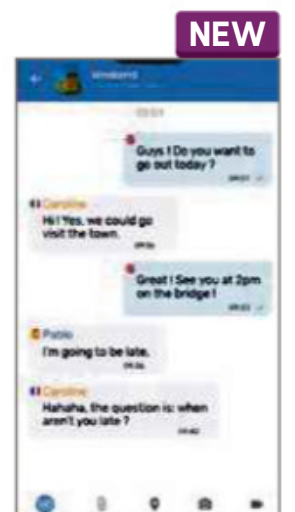 NEW
Weekend
Guys ! Do you want to
go out today ?
09:01
Caroline
Hi ! Yes, we could go
visit the town.
Great ! See you at 2pm
on the bridge !
Pablo
I'm going to be late.
Caroline
Hahaha, the question is: when
aren't you late ?